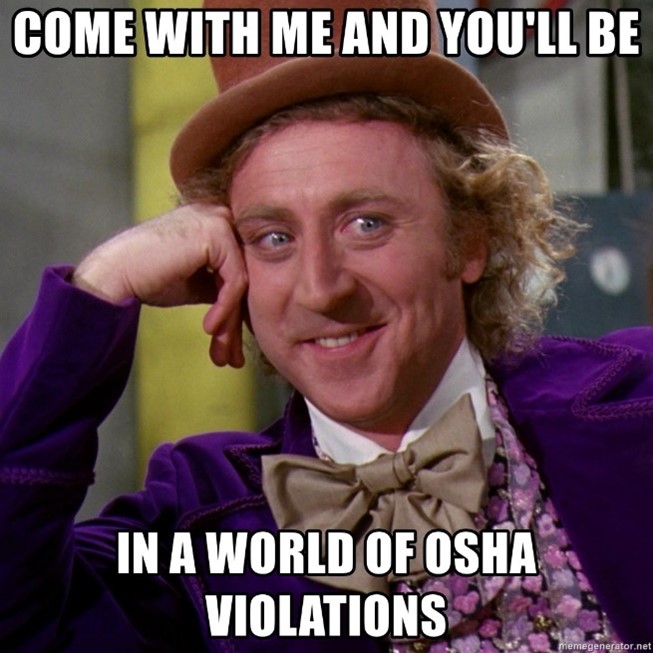 COME WITH ME AND YOU'LL BE
IN A WORLD OF OSHA
VIOLATIONS
memegenerator.net